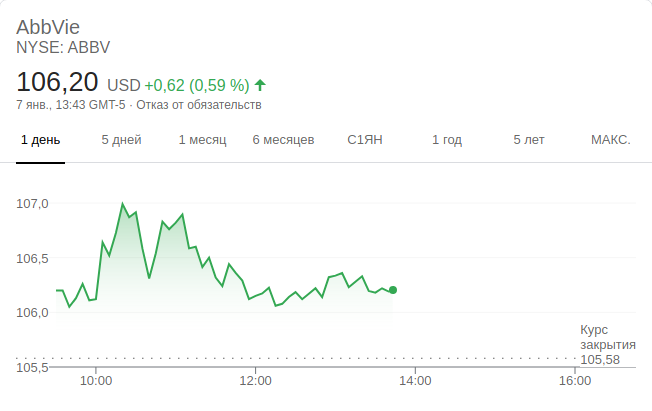 AbbVie
NYSE: ABBV
106,20 USD +0,62 (0,59 %)
7 янв., 13:43 GMT-5 · Отказ от обязательств
1 день 5 дней 1 месяц 6 месяцев С1ЯН 1 год 5 лет МАКС.
107,0
106,5
106,0
105,5
Курс
закрытия
105,58
10:00 12:00 14:00 16:00